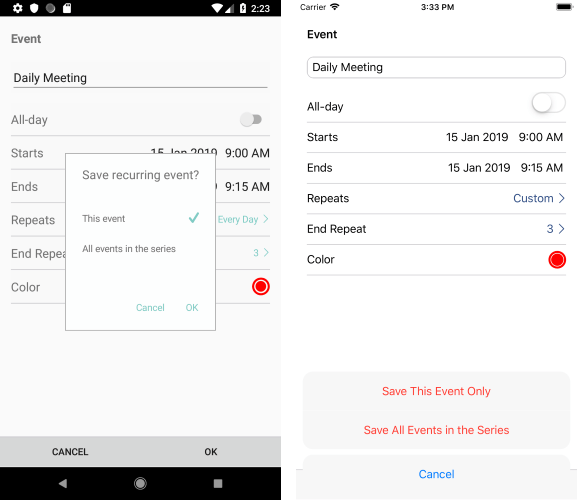 2:23
Event
Daily Meeting
All-day
Starts 15 Jan 2019 9:00 AM
Save recurring event?
Ends 9:15 AM
This event
Repeats Every Day
All events in the series
End Repea 3
Color
Cancel OK
CANCEL OK
Carrier 3:33 PM
Event
Daily Meeting
All-day
Starts 15 Jan 2019 9:00 AM
Ends 15 Jan 2019 9:15 AM
Repeats Custom
End Repeat 3
Color
Save This Event Only
Save All Events in the Series
Cancel